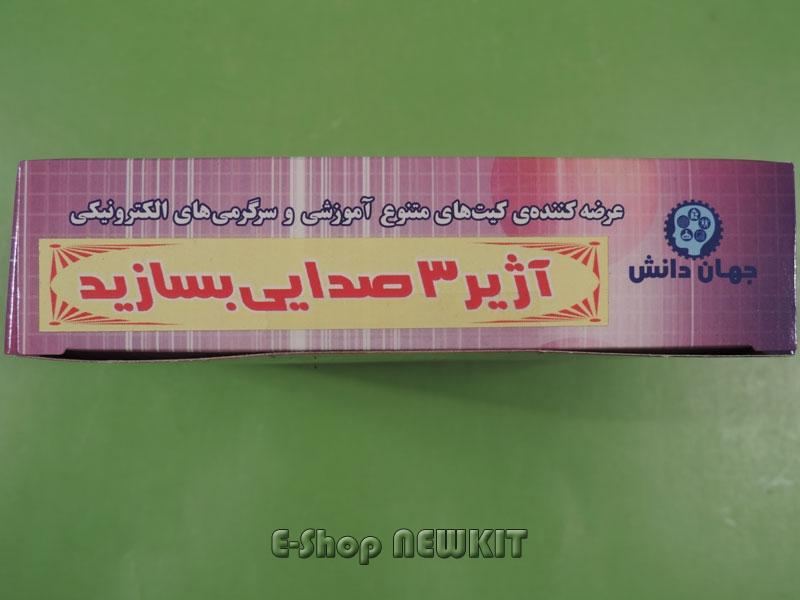 عرضه کننده‌ی کیت‌های متنوع آموزشی و سرگرمی‌های الکترونیکی
جهان دانش
آژیر ۳ صدایی بسازید
E-Shop NEWKIT